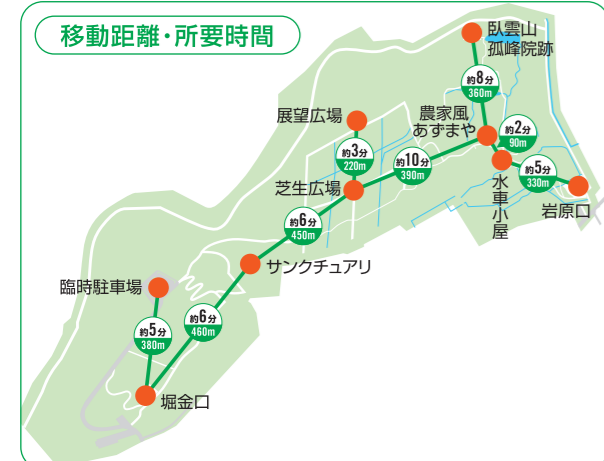 移動距離・所要時間
臥雲山
孤峰院跡
約8分
360m
展望広場
農家風
あずまや
約2分
90m
約3分
220m
約10分
390m
約5分
330m
芝生広場
水車小屋
岩原口
約6分
450m
サンクチュアリ
臨時駐車場
約5分
380m
約6分
460m
堀金口